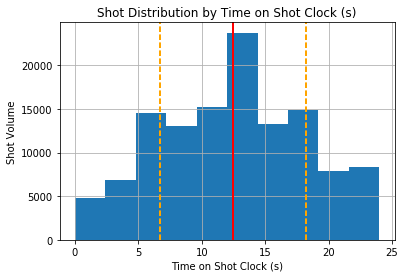 Shot Distribution by Time on Shot Clock (s)
Shot Volume
20000
15000
10000
5000
0
0 5 10 15 20 25
Time on Shot Clock (s)